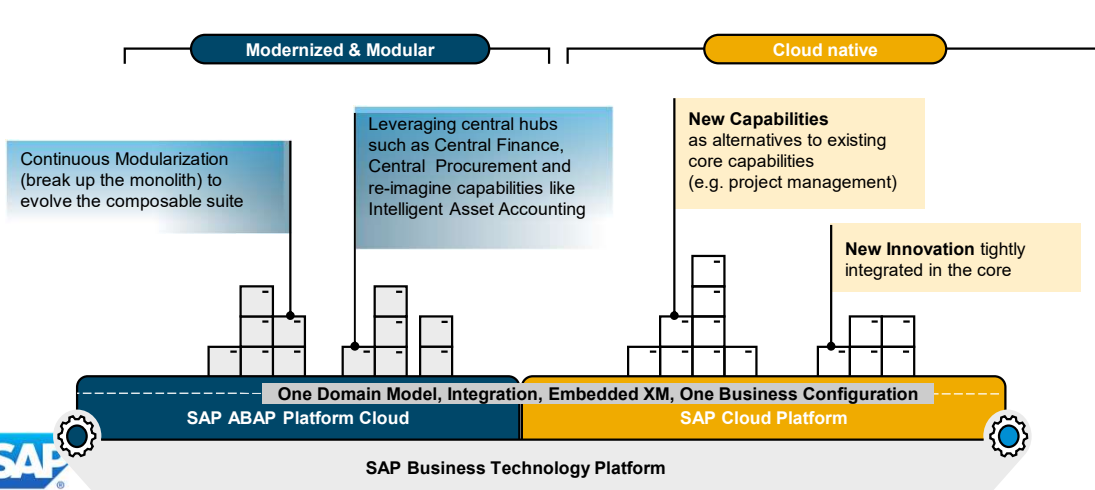 Modernized & Modular
Cloud native
Continuous Modularization
(break up the monolith) to
evolve the composable suite
Leveraging central hubs
such as Central Finance,
Central Procurement and
re-imagine capabilities like
Intelligent Asset Accounting
New Capabilities
as alternatives to existing
core capabilities
(e.g. project management)
New Innovation tightly
integrated in the core
One Domain Model, Integration, Embedded XM, One Business Configuration
SAP ABAP Platform Cloud
SAP Cloud Platform
SAP ®
SAP Business Technology Platform